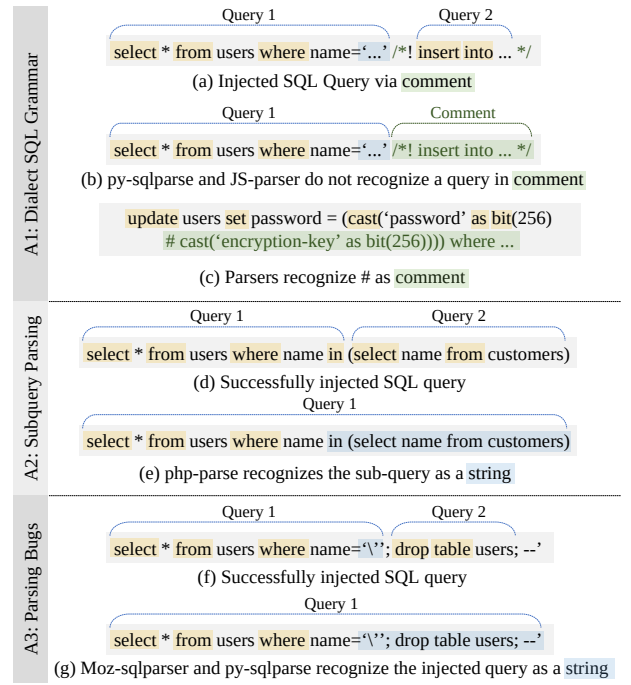 A1: Dialect SQL Grammar
Query 1 Query 2
select * from users where name=‘...’ /*! insert into ... */
(a) Injected SQL Query via comment
Query 1 Comment
select * from users where name=‘...’ /*! insert into ... */
(b) py-sqlparse and JS-parser do not recognize a query in comment
update users set password = (cast(‘password’ as bit(256)
# cast(‘encryption-key’ as bit(256)))) where ...
(c) Parsers recognize # as comment
A2: Subquery Parsing
Query 1 Query 2
select * from users where name in (select name from customers)
(d) Successfully injected SQL query
Query 1
select * from users where name in (select name from customers)
(e) php-parse recognizes the sub-query as a string
A3: Parsing Bugs
Query 1 Query 2
select * from users where name=‘\’’; drop table users; --’
(f) Successfully injected SQL query
Query 1
select * from users where name=‘\’’; drop table users; --’
(g) Moz-sqlparser and py-sqlparse recognize the injected query as a string